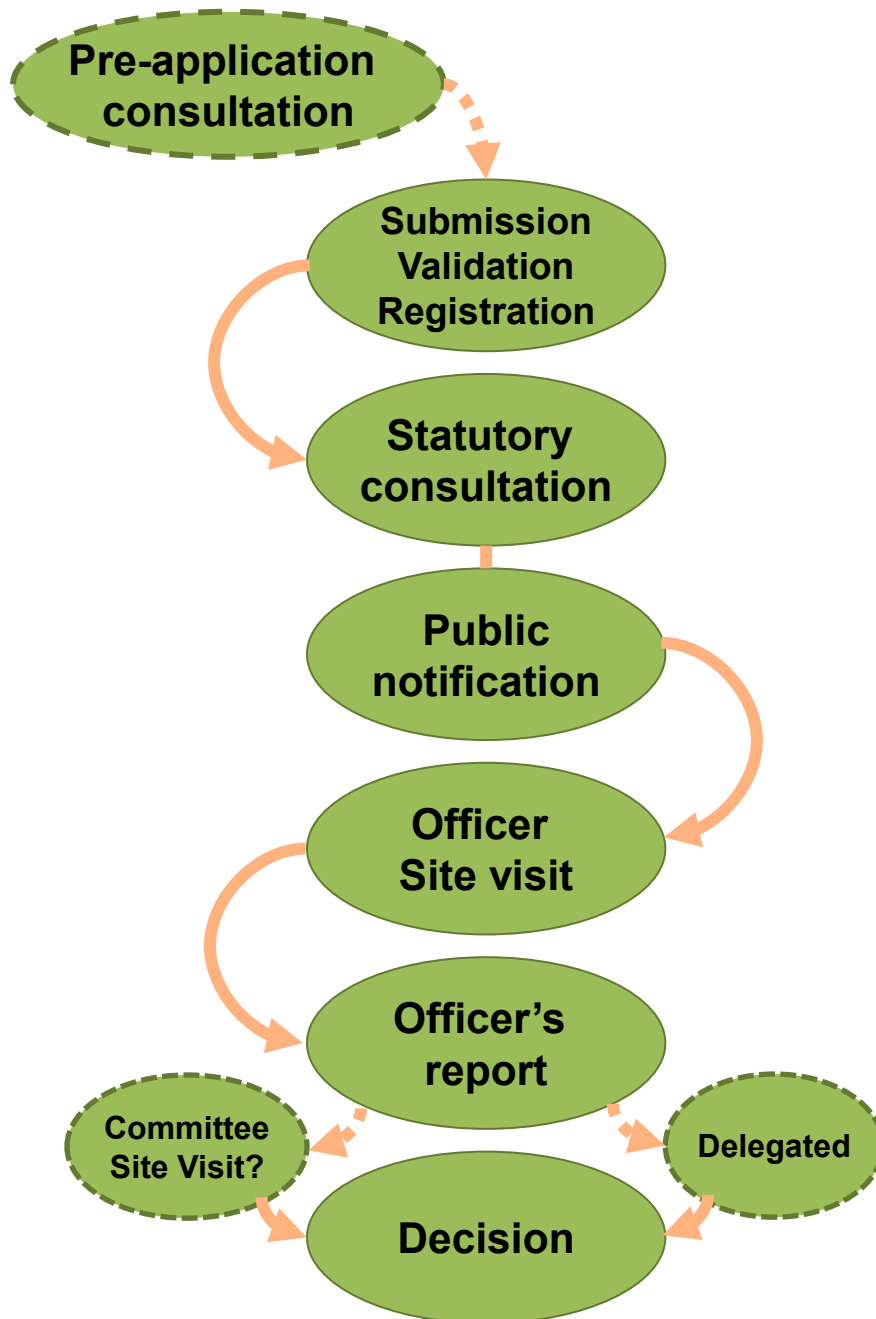 Pre-application
consultation
Submission
Validation
Registration
Statutory
consultation
Public
notification
Officer
Site visit
Officer’s
report
Committee
Site Visit?
Delegated
Decision